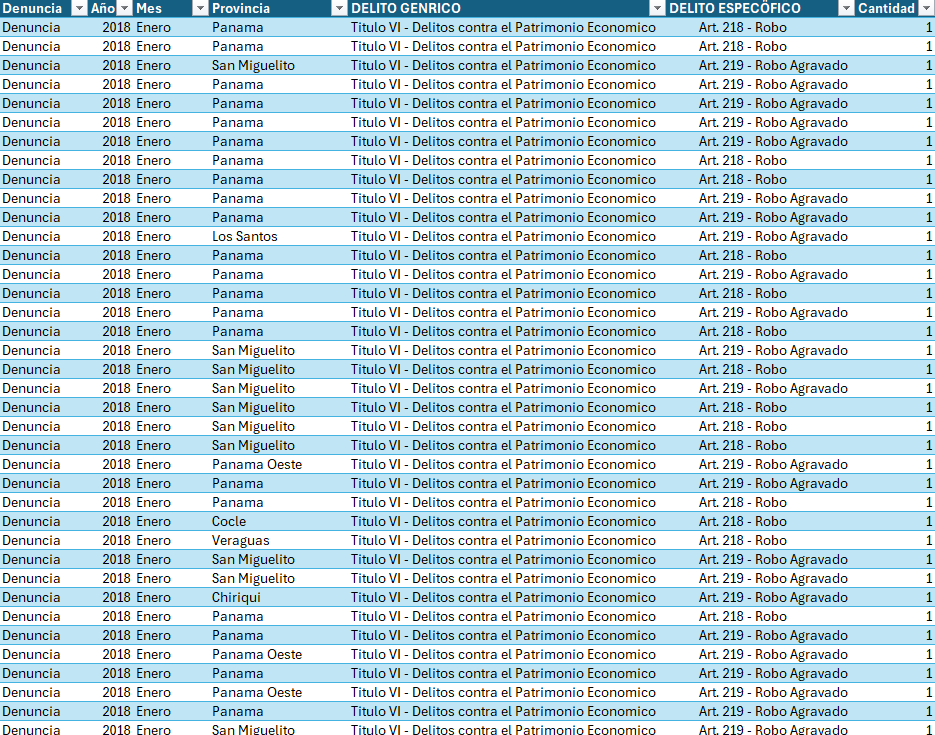 Denuncia Año Mes Provincia DELITO GENRICO DELITO ESPECÖFICO Cantidad
Denuncia 2018 Enero Panama Titulo VI - Delitos contra el Patrimonio Economico Art. 218 - Robo 1
Denuncia 2018 Enero Panama Titulo VI - Delitos contra el Patrimonio Economico Art. 218 - Robo 1
Denuncia 2018 Enero San Miguelito Titulo VI - Delitos contra el Patrimonio Economico Art. 219 - Robo Agravado 1
Denuncia 2018 Enero Panama Titulo VI - Delitos contra el Patrimonio Economico Art. 219 - Robo Agravado 1
Denuncia 2018 Enero Panama Titulo VI - Delitos contra el Patrimonio Economico Art. 219 - Robo Agravado 1
Denuncia 2018 Enero Panama Titulo VI - Delitos contra el Patrimonio Economico Art. 219 - Robo Agravado 1
Denuncia 2018 Enero Panama Titulo VI - Delitos contra el Patrimonio Economico Art. 219 - Robo Agravado 1
Denuncia 2018 Enero Panama Titulo VI - Delitos contra el Patrimonio Economico Art. 218 - Robo 1
Denuncia 2018 Enero Panama Titulo VI - Delitos contra el Patrimonio Economico Art. 218 - Robo 1
Denuncia 2018 Enero Panama Titulo VI - Delitos contra el Patrimonio Economico Art. 219 - Robo Agravado 1
Denuncia 2018 Enero Panama Titulo VI - Delitos contra el Patrimonio Economico Art. 219 - Robo Agravado 1
Denuncia 2018 Enero Los Santos Titulo VI - Delitos contra el Patrimonio Economico Art. 219 - Robo Agravado 1
Denuncia 2018 Enero Panama Titulo VI - Delitos contra el Patrimonio Economico Art. 218 - Robo 1
Denuncia 2018 Enero Panama Titulo VI - Delitos contra el Patrimonio Economico Art. 219 - Robo Agravado 1
Denuncia 2018 Enero Panama Titulo VI - Delitos contra el Patrimonio Economico Art. 218 - Robo 1
Denuncia 2018 Enero Panama Titulo VI - Delitos contra el Patrimonio Economico Art. 219 - Robo Agravado 1
Denuncia 2018 Enero Panama Titulo VI - Delitos contra el Patrimonio Economico Art. 218 - Robo 1
Denuncia 2018 Enero San Miguelito Titulo VI - Delitos contra el Patrimonio Economico Art. 219 - Robo Agravado 1
Denuncia 2018 Enero San Miguelito Titulo VI - Delitos contra el Patrimonio Economico Art. 218 - Robo 1
Denuncia 2018 Enero San Miguelito Titulo VI - Delitos contra el Patrimonio Economico Art. 219 - Robo Agravado 1
Denuncia 2018 Enero San Miguelito Titulo VI - Delitos contra el Patrimonio Economico Art. 218 - Robo 1
Denuncia 2018 Enero San Miguelito Titulo VI - Delitos contra el Patrimonio Economico Art. 218 - Robo 1
Denuncia 2018 Enero San Miguelito Titulo VI - Delitos contra el Patrimonio Economico Art. 218 - Robo 1
Denuncia 2018 Enero Panama Oeste Titulo VI - Delitos contra el Patrimonio Economico Art. 219 - Robo Agravado 1
Denuncia 2018 Enero Panama Titulo VI - Delitos contra el Patrimonio Economico Art. 219 - Robo Agravado 1
Denuncia 2018 Enero Panama Titulo VI - Delitos contra el Patrimonio Economico Art. 218 - Robo 1
Denuncia 2018 Enero Cocle Titulo VI - Delitos contra el Patrimonio Economico Art. 218 - Robo 1
Denuncia 2018 Enero Veraguas Titulo VI - Delitos contra el Patrimonio Economico Art. 218 - Robo 1
Denuncia 2018 Enero San Miguelito Titulo VI - Delitos contra el Patrimonio Economico Art. 219 - Robo Agravado 1
Denuncia 2018 Enero San Miguelito Titulo VI - Delitos contra el Patrimonio Economico Art. 219 - Robo Agravado 1
Denuncia 2018 Enero Chiriqui Titulo VI - Delitos contra el Patrimonio Economico Art. 219 - Robo Agravado 1
Denuncia 2018 Enero Panama Titulo VI - Delitos contra el Patrimonio Economico Art. 218 - Robo 1
Denuncia 2018 Enero Panama Titulo VI - Delitos contra el Patrimonio Economico Art. 219 - Robo Agravado 1
Denuncia 2018 Enero Panama Oeste Titulo VI - Delitos contra el Patrimonio Economico Art. 219 - Robo Agravado 1
Denuncia 2018 Enero Panama Titulo VI - Delitos contra el Patrimonio Economico Art. 219 - Robo Agravado 1
Denuncia 2018 Enero Panama Oeste Titulo VI - Delitos contra el Patrimonio Economico Art. 219 - Robo Agravado 1
Denuncia 2018 Enero Panama Titulo VI - Delitos contra el Patrimonio Economico Art. 219 - Robo Agravado 1
Denuncia 2018 Enero San Miguelito Titulo VI - Delitos contra el Patrimonio Economico Art. 219 - Robo Agravado 1